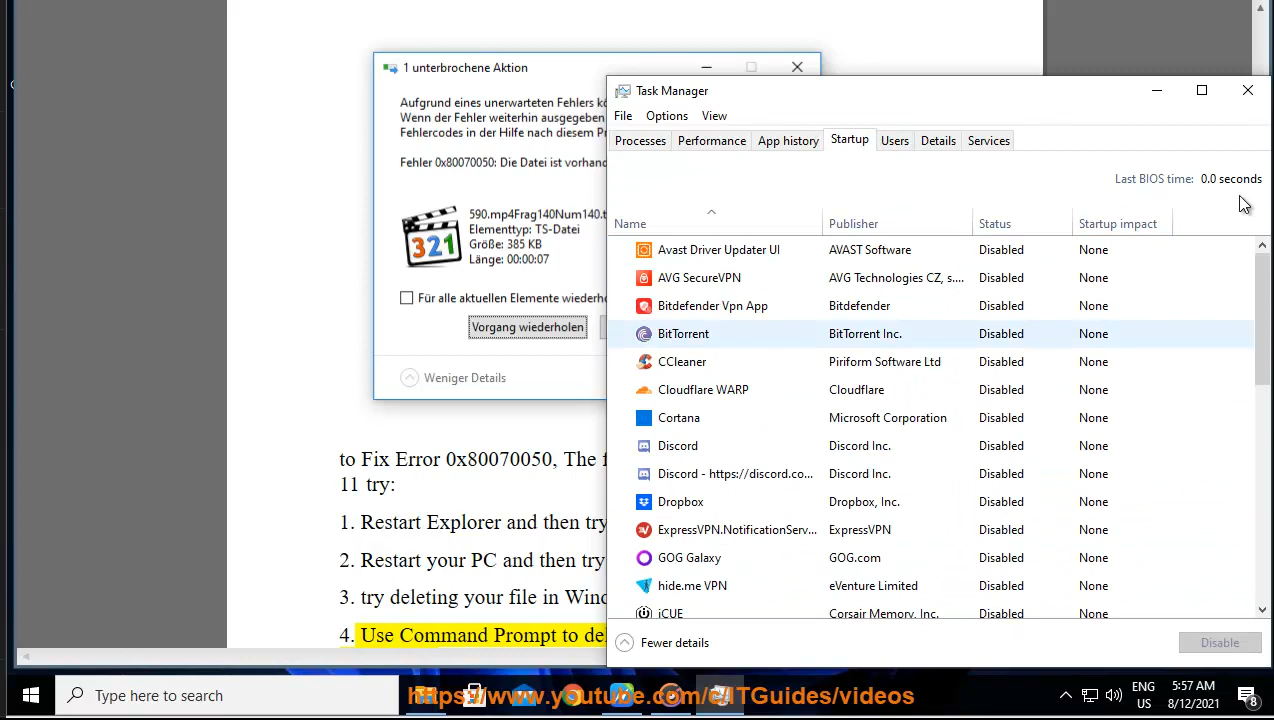 1 unterbrochene Aktion
Aufgrund eines unerwarteten Fehlers kö
Wenn der Fehler weiterhin ausgegeben
Fehlercodes in der Hilfe nach diesem Pr
Fehler 0x80070050: Die Datei ist vorhand
590.mp4Frag140Num140.t
Elementtyp: TS-Datei
Größe: 385 KB
Länge: 00:00:07
Für alle aktuellen Elemente wiederho
Vorgang wiederholen
Weniger Details
to Fix Error 0x80070050, The f
11 try:
1. Restart Explorer and then try
2. Restart your PC and then try
3. try deleting your file in Wind
4. Use Command Prompt to del
Task Manager
File Options View
Processes Performance App history Startup Users Details Services
Last BIOS time: 0.0 seconds
Name Publisher Status Startup impact
Avast Driver Updater UI AVAST Software Disabled None
AVG SecureVPN AVG Technologies CZ, s.... Disabled None
Bitdefender Vpn App Bitdefender Disabled None
BitTorrent BitTorrent Inc. Disabled None
CCleaner Piriform Software Ltd Disabled None
Cloudflare WARP Cloudflare Disabled None
Cortana Microsoft Corporation Disabled None
Discord Discord Inc. Disabled None
Discord - https://discord.co... Discord Inc. Disabled None
Dropbox Dropbox, Inc. Disabled None
ExpressVPN.NotificationServ... ExpressVPN Disabled None
GOG Galaxy GOG.com Disabled None
hide.me VPN eVenture Limited Disabled None
iCUE Corsair Memory, Inc. Disabled None
Fewer details Disable
Type here to search
https://www.youtube.com/c/ITGuides/videos
ENG
US
5:57 AM
8/12/2021
8